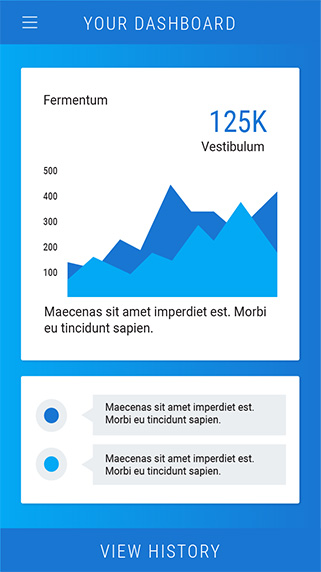 YOUR DASHBOARD
Fermentum
125K
Vestibulum
500
400
300
200
100
Maecenas sit amet imperdiet est. Morbi
eu tincidunt sapien.
Maecenas sit amet imperdiet est.
Morbi eu tincidunt sapien.
Maecenas sit amet imperdiet est.
Morbi eu tincidunt sapien.
VIEW HISTORY